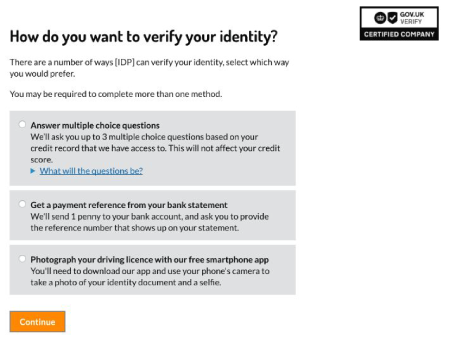 GOV.UK
VERIFY
CERTIFIED COMPANY
How do you want to verify your identity?
There are a number of ways [IDP] can verify your identity, select which way
you would prefer.
You may be required to complete more than one method.
Answer multiple choice questions
We'll ask you up to 3 multiple choice questions based on your
credit record that we have access to. This will not affect your credit
score.
What will the questions be?
Get a payment reference from your bank statement
We'll send 1 penny to your bank account, and ask you to provide
the reference number that shows up on your statement.
Photograph your driving licence with our free smartphone app
You'll need to download our app and use your phone's camera to
take a photo of your identity document and a selfie.
Continue